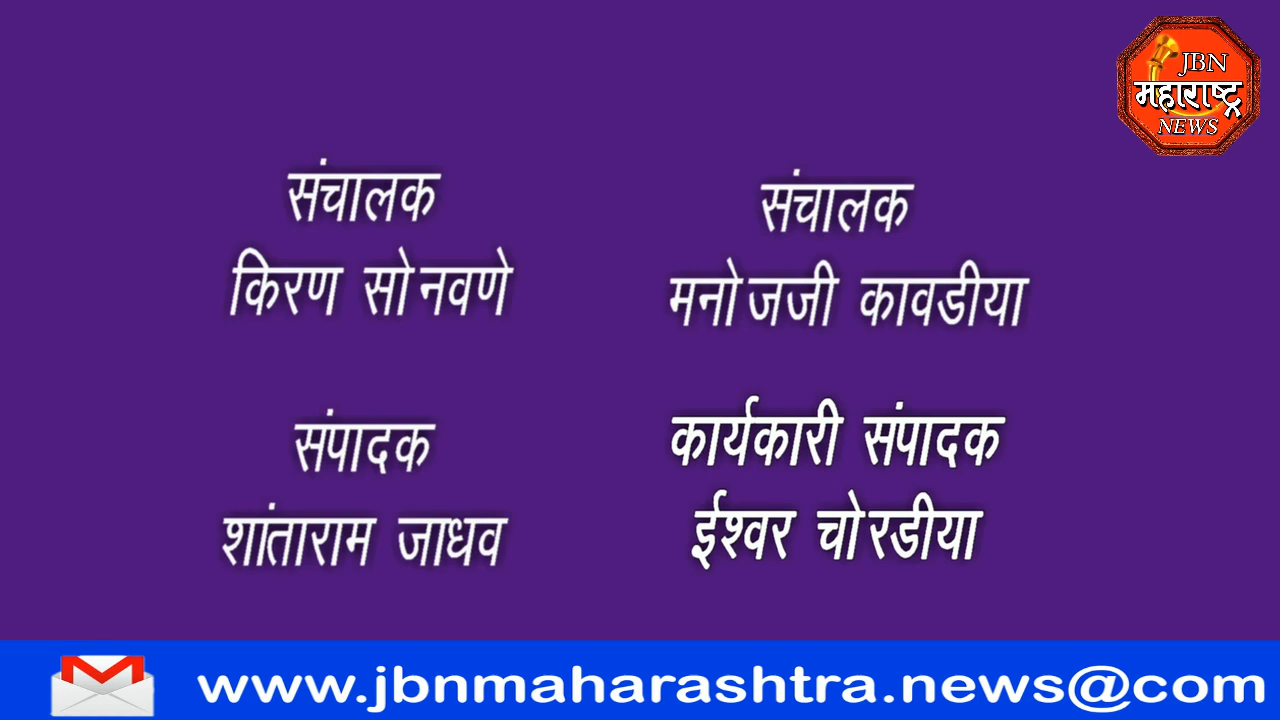 JBN
महाराष्ट्र
NEWS
संचालक
किरण सोनवणे
संचालक
मनोजजी कावडीया
संपादक
शांताराम जाधव
कार्यकारी संपादक
ईश्वर चोरडीया
www.jbnmaharashtra.news@com